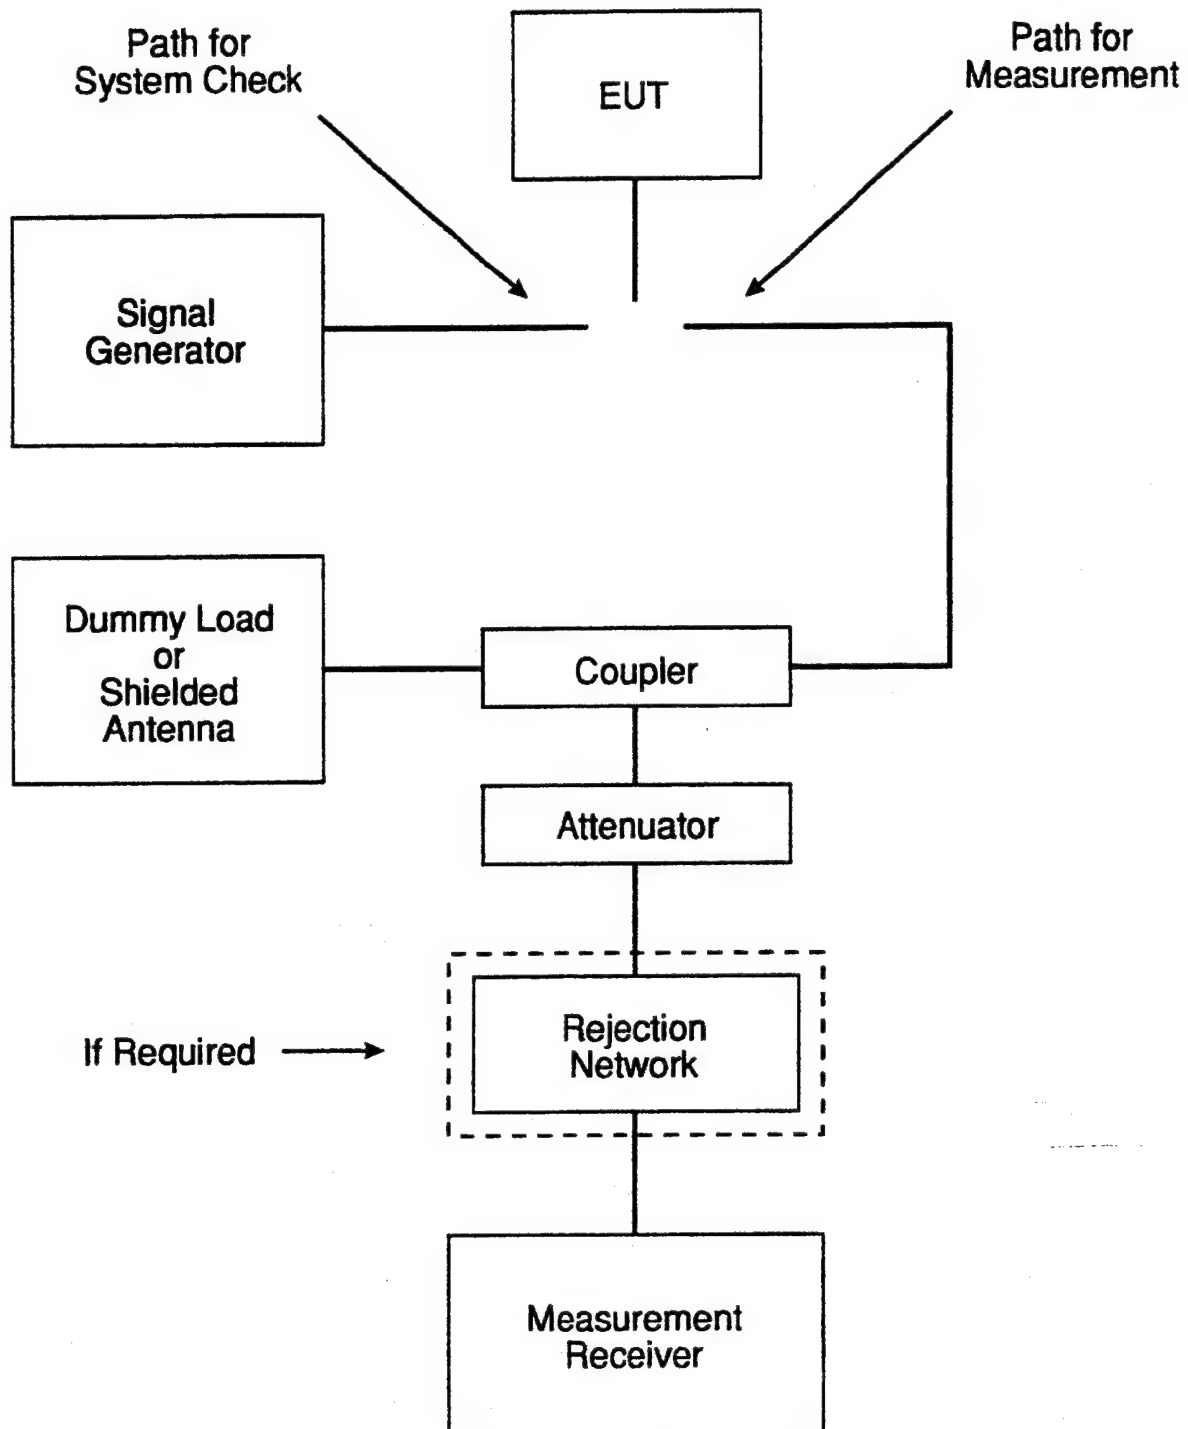 Path for
System Check
EUT
Path for
Measurement
Signal
Generator
Dummy Load
or
Shielded
Antenna
Coupler
Attenuator
If Required
Rejection
Network
Measurement
Receiver